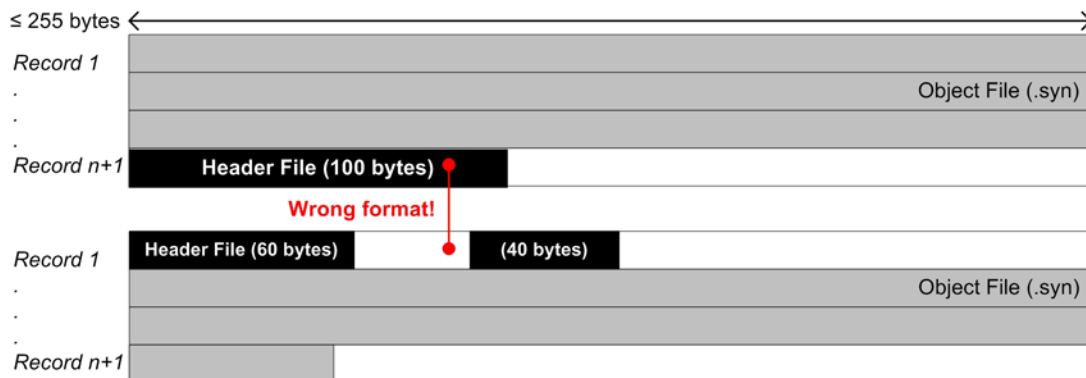 ≤ 255 bytes
Record 1
.
Object File (.syn)
.
.
Record n+1
Header File (100 bytes)
Wrong format!
Record 1
Header File (60 bytes)
(40 bytes)
.
Object File (.syn)
.
.
Record n+1